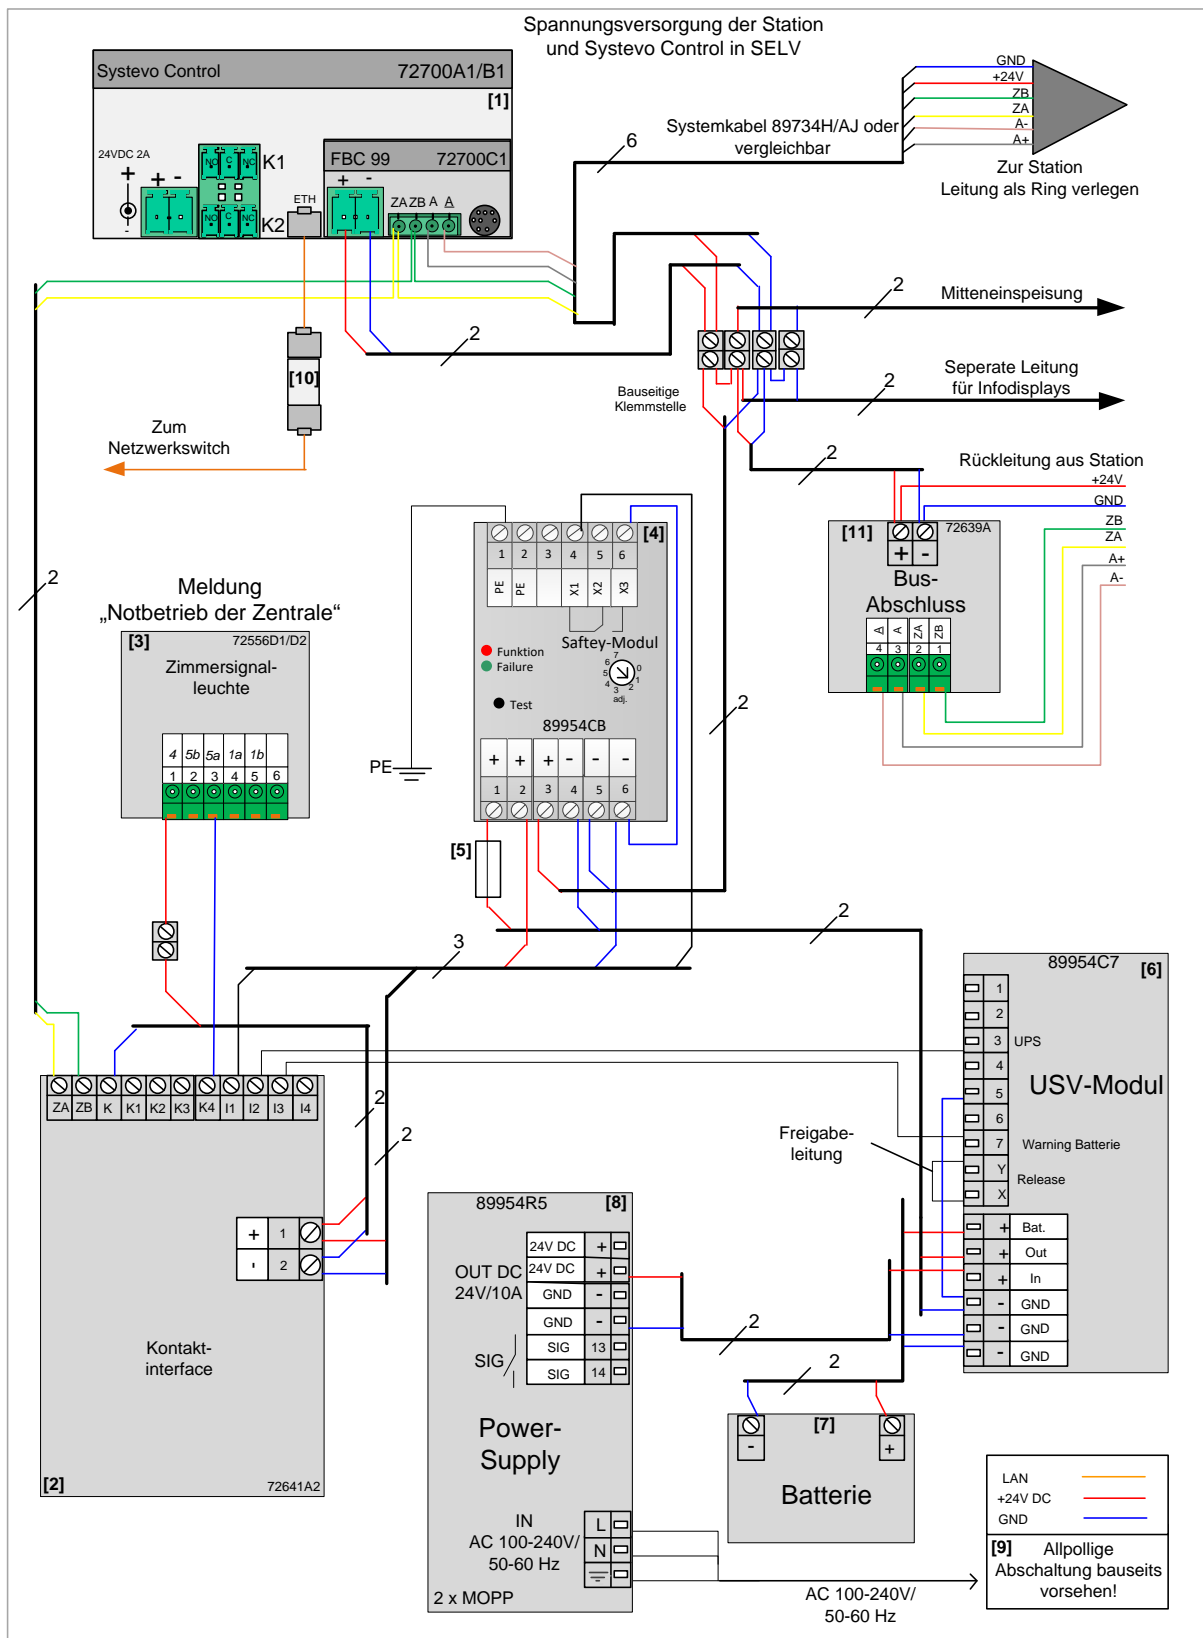 Spannungsversorgung der Station
und Systevo Control in SELV
Systevo Control 72700A1/B1
[1]
24VDC 2A
+ + -
-
NO C NC K1
NO C NC K2
ETH
FBC 99 72700C1
+ -
ZA ZB A A
6
Systemkabel 89734H/AJ oder
vergleichbar
GND
+24V
ZB
ZA
A-
A+
Zur Station
Leitung als Ring verlegen
2
2
Mitteneinspeisung
[10]
Bauseitige
Klemmstelle
Seperate Leitung
für Infodisplays
2
Zum
Netzwerkswitch
2
Rückleitung aus Station
+24V
GND
ZB
ZA
A+
A-
[11] 72639A
+ -
Bus-
Abschluss
A A ZA ZB
4 3 2 1
[4]
1 2 3 4 5 6
PE PE X1 X2 X3
Saftey-Modul
Funktion
Failure
Test
7
6 0
5 1
4 3 2
adj.
89954CB
+ + + - - -
1 2 3 4 5 6
PE
2
2
Meldung
„Notbetrieb der Zentrale“
[3] 72556D1/D2
Zimmersignal-
leuchte
4 5b 5a 1a 1b
1 2 3 4 5 6
[5]
2
3
89954C7 [6]
1
2
3 UPS
4
5
6
7 Warning Batterie
Y
X
Release
USV-Modul
+ Bat.
+ Out
+ In
- GND
- GND
- GND
Freigabe-
leitung
ZA ZB K K1 K2 K3 K4 I1 I2 I3 I4
2
2
+ 1
- 2
Kontakt-
interface
[2] 72641A2
89954R5 [8]
OUT DC
24V/10A
24V DC +
24V DC +
GND -
GND -
SIG 13
SIG 14
SIG
Power-
Supply
IN
AC 100-240V/
50-60 Hz
L
N
2 x MOPP
2
2
[7]
- +
Batterie
AC 100-240V/
50-60 Hz
LAN
+24V DC
GND
[9] Allpollige
Abschaltung bauseits
vorsehen!